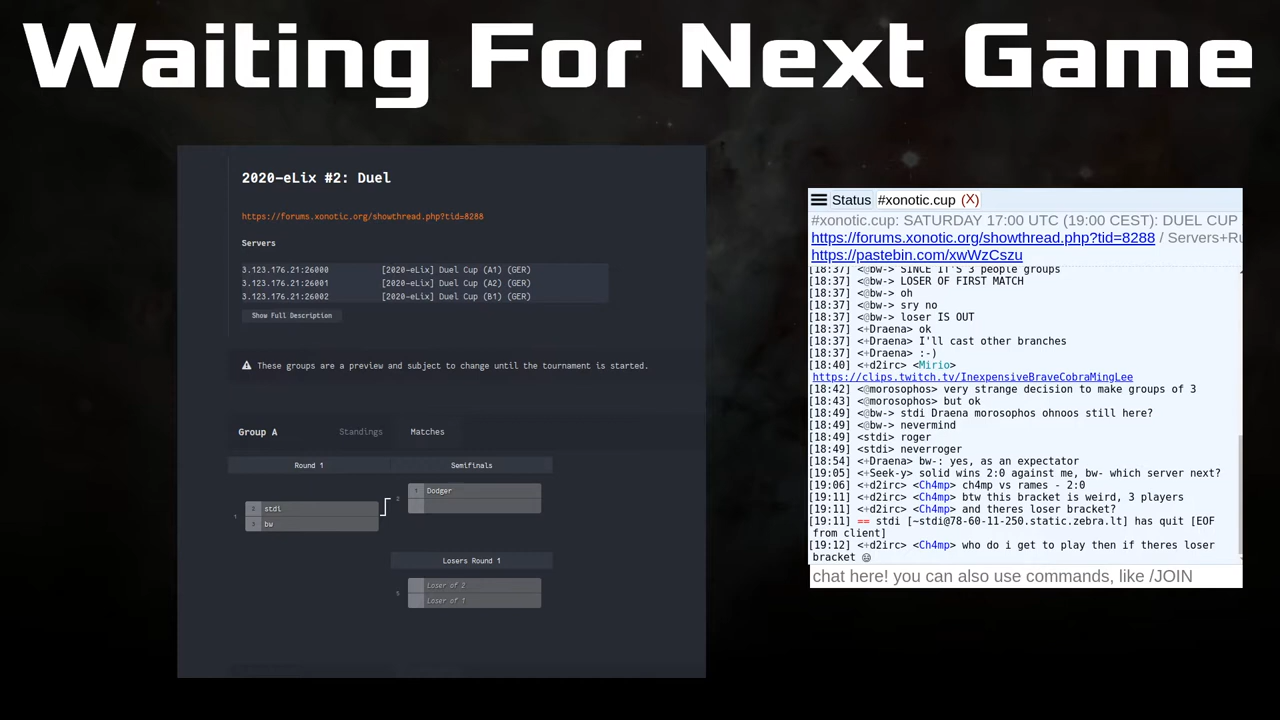 Waiting For Next Game
2020-eLix #2: Duel
https://forums.xonotic.org/showthread.php?tid=8288
Servers
3.123.176.21:26000 [2020-eLix] Duel Cup (A1) (GER)
3.123.176.21:26001 [2020-eLix] Duel Cup (A2) (GER)
3.123.176.21:26002 [2020-eLix] Duel Cup (B1) (GER)
Show Full Description
These groups are a preview and subject to change until the tournament is started.
Group A Standings Matches
Round 1 Semifinals
2 1 Dodger
1 2 stdi
3 bw
Losers Round 1
5 Loser of 2
Loser of 1
Status #xonotic.cup (X)
#xonotic.cup: SATURDAY 17:00 UTC (19:00 CEST): DUEL CUP
https://forums.xonotic.org/showthread.php?tid=8288 / Servers+Ru
https://pastebin.com/xwWzCszu
[18:37] <@bw-> SINCE IT'S 3 people groups
[18:37] <@bw-> LOSER OF FIRST MATCH
[18:37] <@bw-> oh
[18:37] <@bw-> sry no
[18:37] <@bw-> loser IS OUT
[18:37] <+Draena> ok
[18:37] <+Draena> I'll cast other branches
[18:37] <+Draena> :-)
[18:40] <+d2irc> <Mirio>
https://clips.twitch.tv/InexpensiveBraveCobraMingLee
[18:42] <@morosophos> very strange decision to make groups of 3
[18:43] <@morosophos> but ok
[18:49] <@bw-> stdi Draena morosophos ohnoos still here?
[18:49] <@bw-> nevermind
[18:49] <stdi> roger
[18:49] <stdi> neverroger
[18:54] <+Draena> bw-: yes, as an expectator
[19:05] <+Seek-y> solid wins 2:0 against me, bw- which server next?
[19:06] <+d2irc> <Ch4mp> ch4mp vs rames - 2:0
[19:11] <+d2irc> <Ch4mp> btw this bracket is weird, 3 players
[19:11] <+d2irc> <Ch4mp> and theres loser bracket?
[19:11] == stdi [~stdi@78-60-11-250.static.zebra.lt] has quit [EOF
from client]
[19:12] <+d2irc> <Ch4mp> who do i get to play then if theres loser
bracket
chat here! you can also use commands, like /JOIN